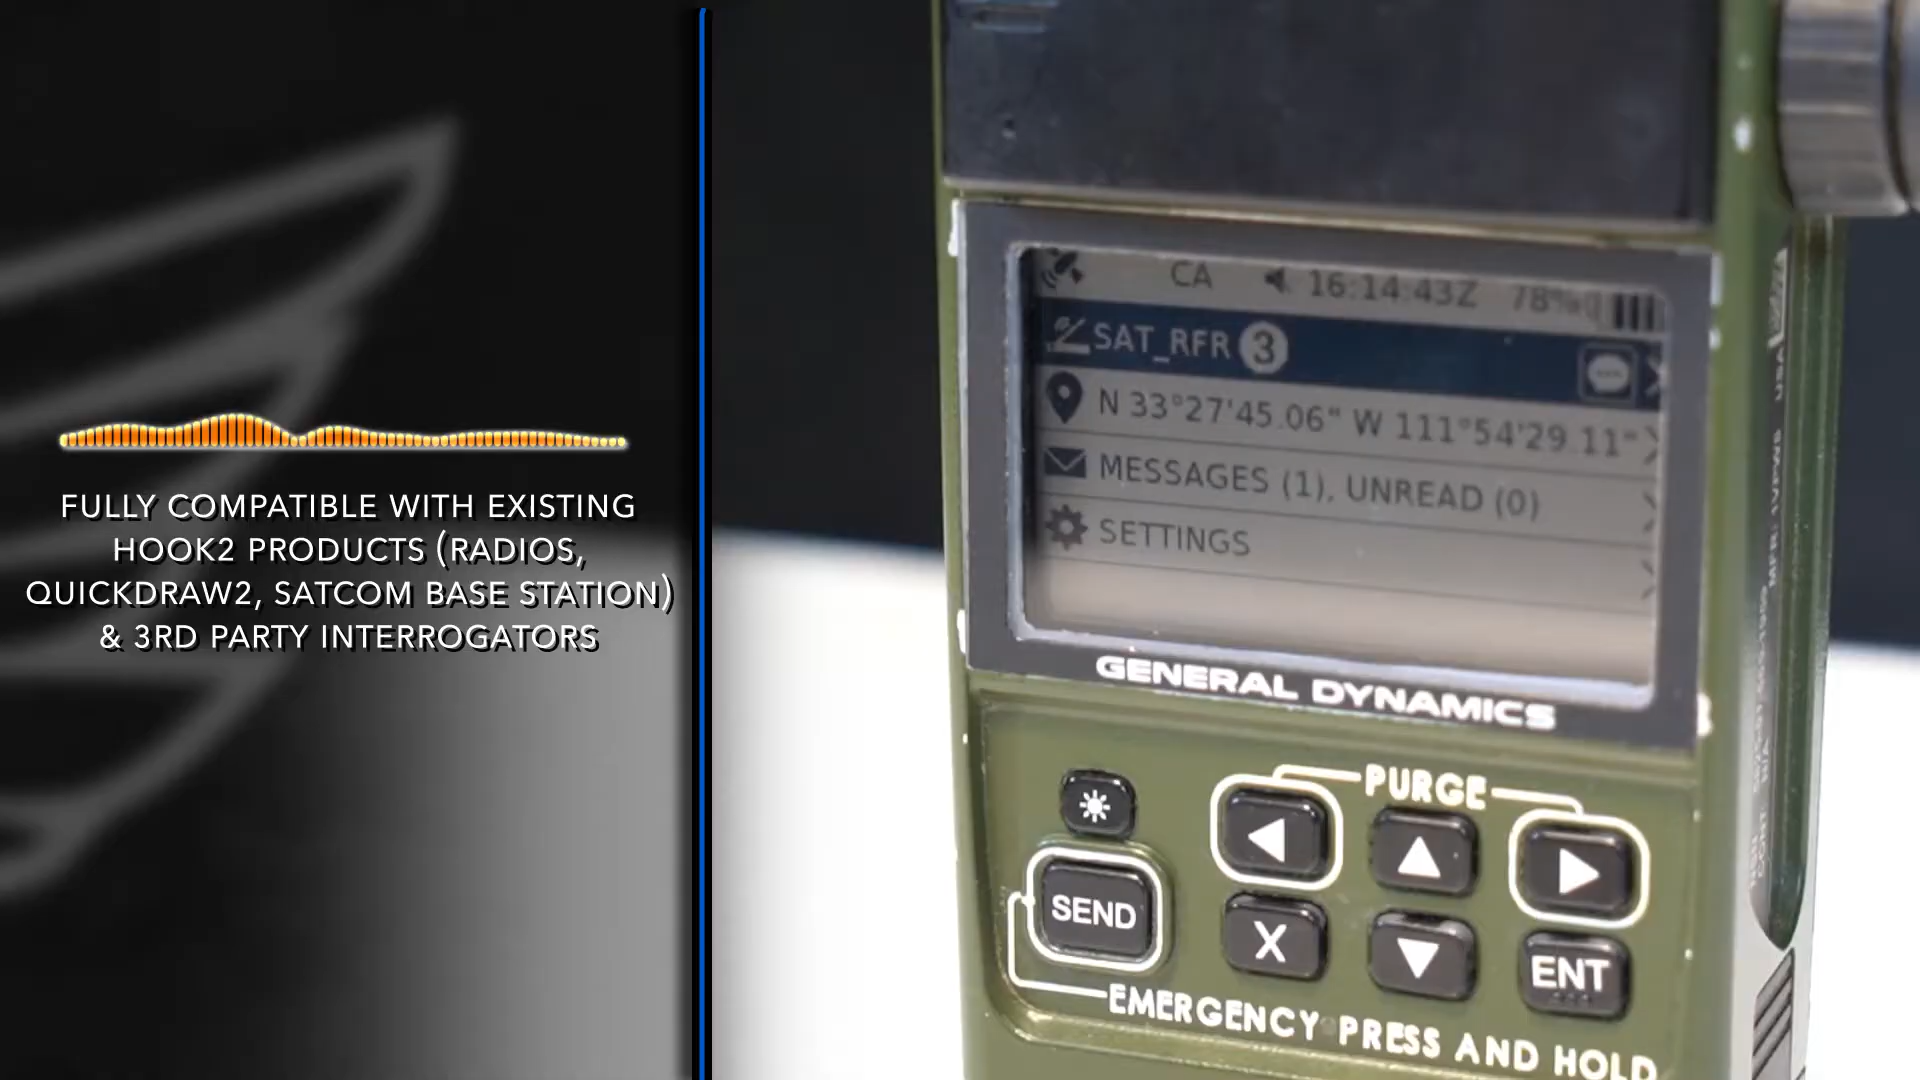 FULLY COMPATIBLE WITH EXISTING
HOOK2 PRODUCTS (RADIOS,
QUICKDRAW2, SATCOM BASE STATION)
& 3RD PARTY INTERROGATORS
CA 16:14:43Z 78%
SAT_RFR 3
N 33°27'45.06" W 111°54'29.11"
MESSAGES (1), UNREAD (0)
SETTINGS
GENERAL DYNAMICS
PURGE
SEND
X
ENT
EMERGENCY PRESS AND HOLD